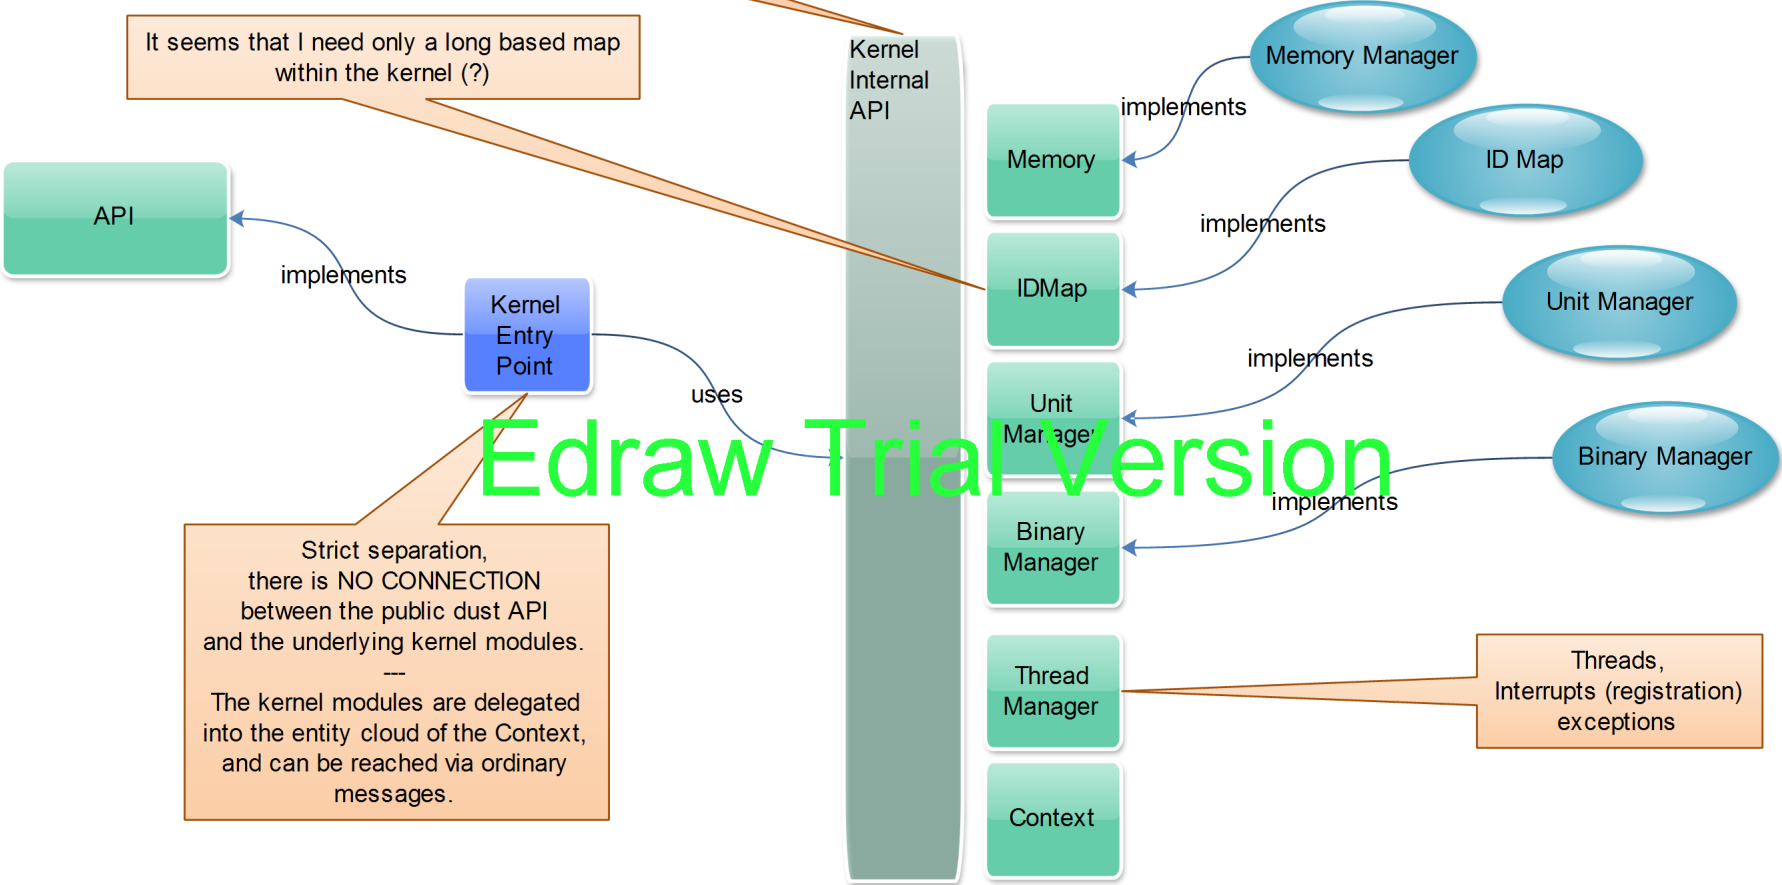 It seems that I need only a long based map
within the kernel (?)
API
implements
Kernel
Entry
Point
uses
Strict separation,
there is NO CONNECTION
between the public dust API
and the underlying kernel modules.
---
The kernel modules are delegated
into the entity cloud of the Context,
and can be reached via ordinary
messages.
Kernel
Internal
API
Memory
IDMap
Unit
Manager
Binary
Manager
Thread
Manager
Context
implements
implements
implements
implements
Memory Manager
ID Map
Unit Manager
Binary Manager
Threads,
Interrupts (registration)
exceptions
Edraw Trial Version